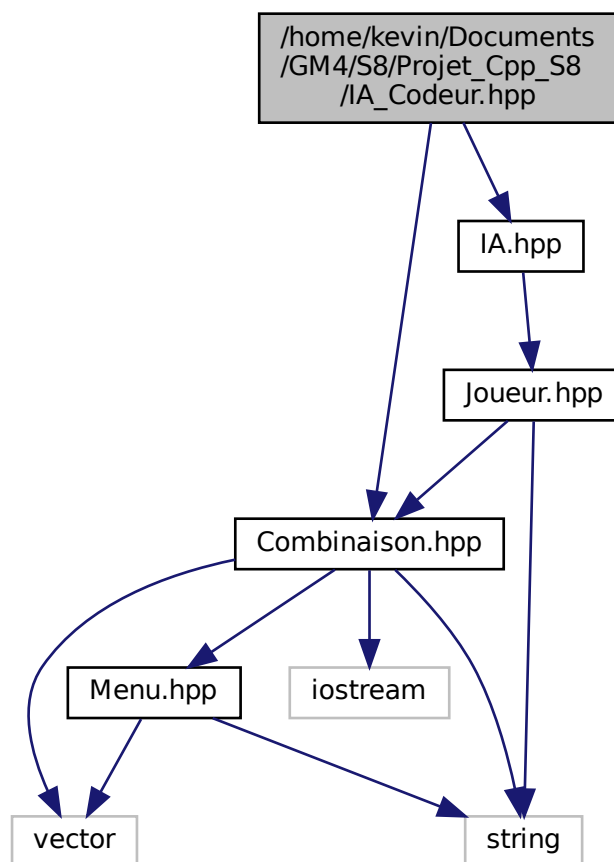 /home/kevin/Documents
/GM4/S8/Projet_Cpp_S8
/IA_Codeur.hpp
IA.hpp
Joueur.hpp
Combinaison.hpp
Menu.hpp
iostream
vector
string